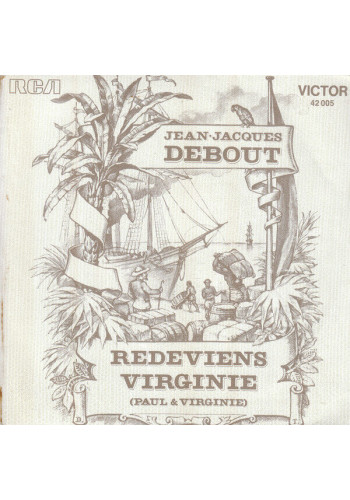 RCA
VICTOR
42 005
JEAN-JACQUES
DEBOUT
REDEVIENS
VIRGINIE
(PAUL & VIRGINIE)